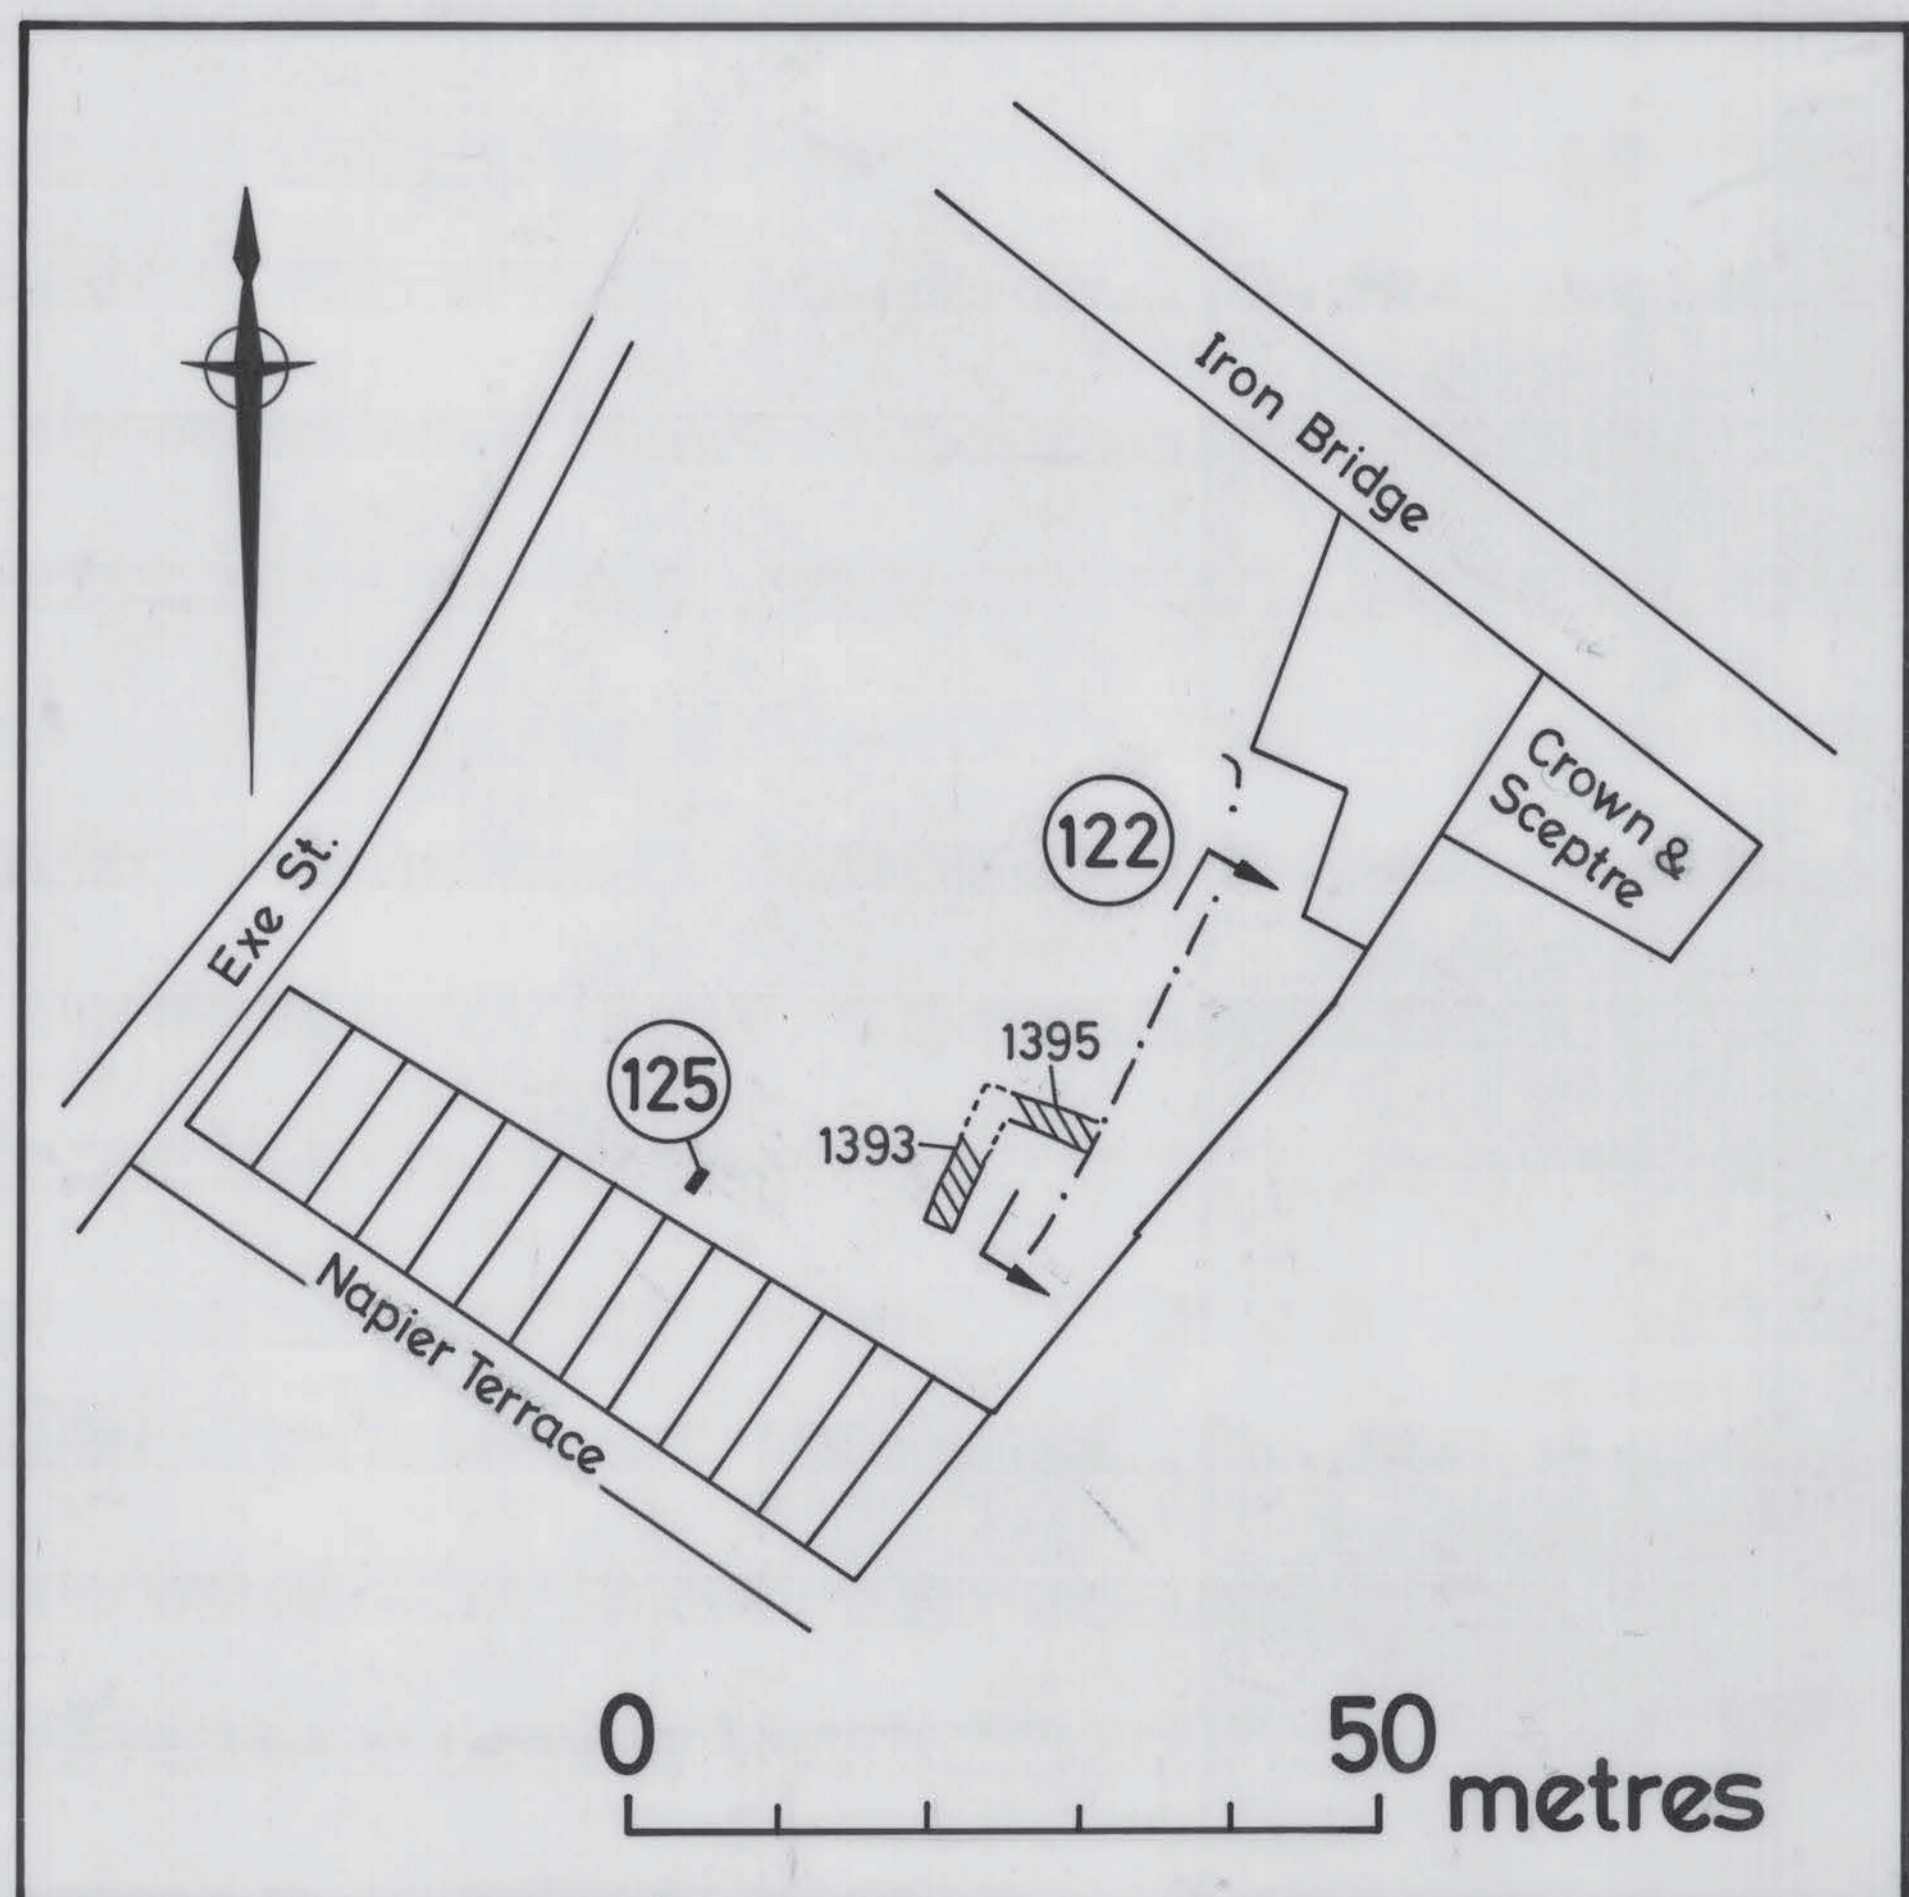 Iron Bridge
Crown &
Sceptre
?
122
Exe St.
1395
125
1393
Napier Terrace
0
50
metres